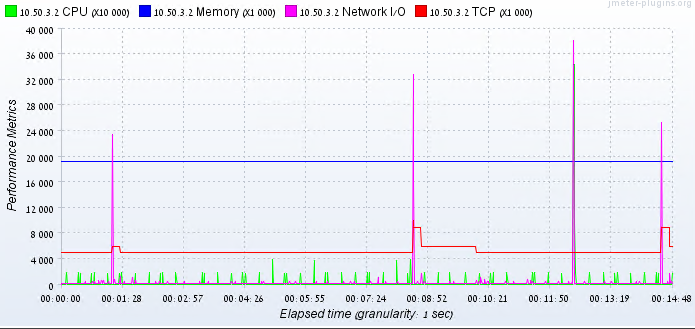 jmeter-plugins.org
10.50.3.2 CPU (X10 000) 10.50.3.2 Memory (X1 000) 10.50.3.2 Network I/O (X1 000) 10.50.3.2 TCP (X1 000)
40 000
36 000
32 000
28 000
24 000
20 000
16 000
12 000
8 000
4 000
0
Performance Metrics
00:00:00 00:01:28 00:02:57 00:04:26 00:05:55 00:07:24 00:08:52 00:10:21 00:11:50 00:13:19 00:14:48
Elapsed time (granularity: 1 sec)